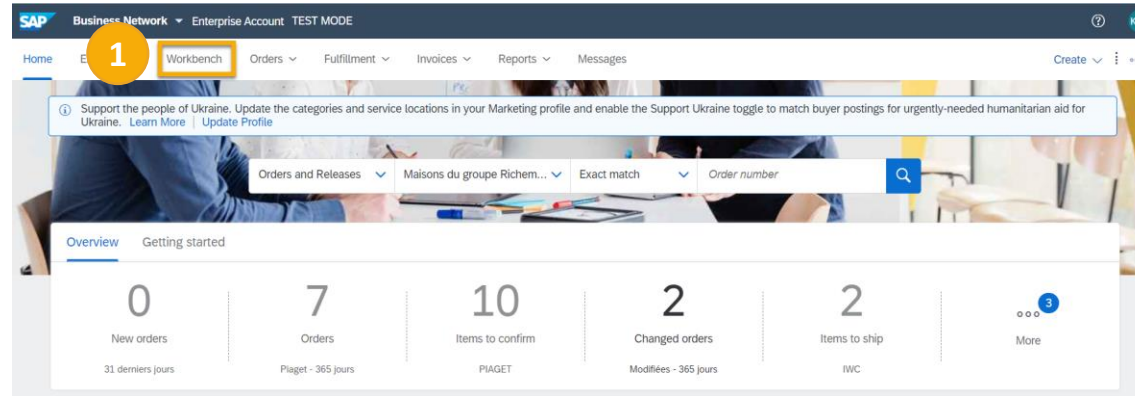 SAP Business Network Enterprise Account TEST MODE
Home E 1 Workbench Orders Fulfillment Invoices Reports Messages Create
Support the people of Ukraine. Update the categories and service locations in your Marketing profile and enable the Support Ukraine toggle to match buyer postings for urgently-needed humanitarian aid for
Ukraine. Learn More | Update Profile
Orders and Releases Maisons du groupe Richem... Exact match Order number
Overview Getting started
0 7 10 2 2 3
New orders Orders Items to confirm Changed orders Items to ship More
31 derniers jours Piaget - 365 jours PIAGET Modifiées - 365 jours IWC